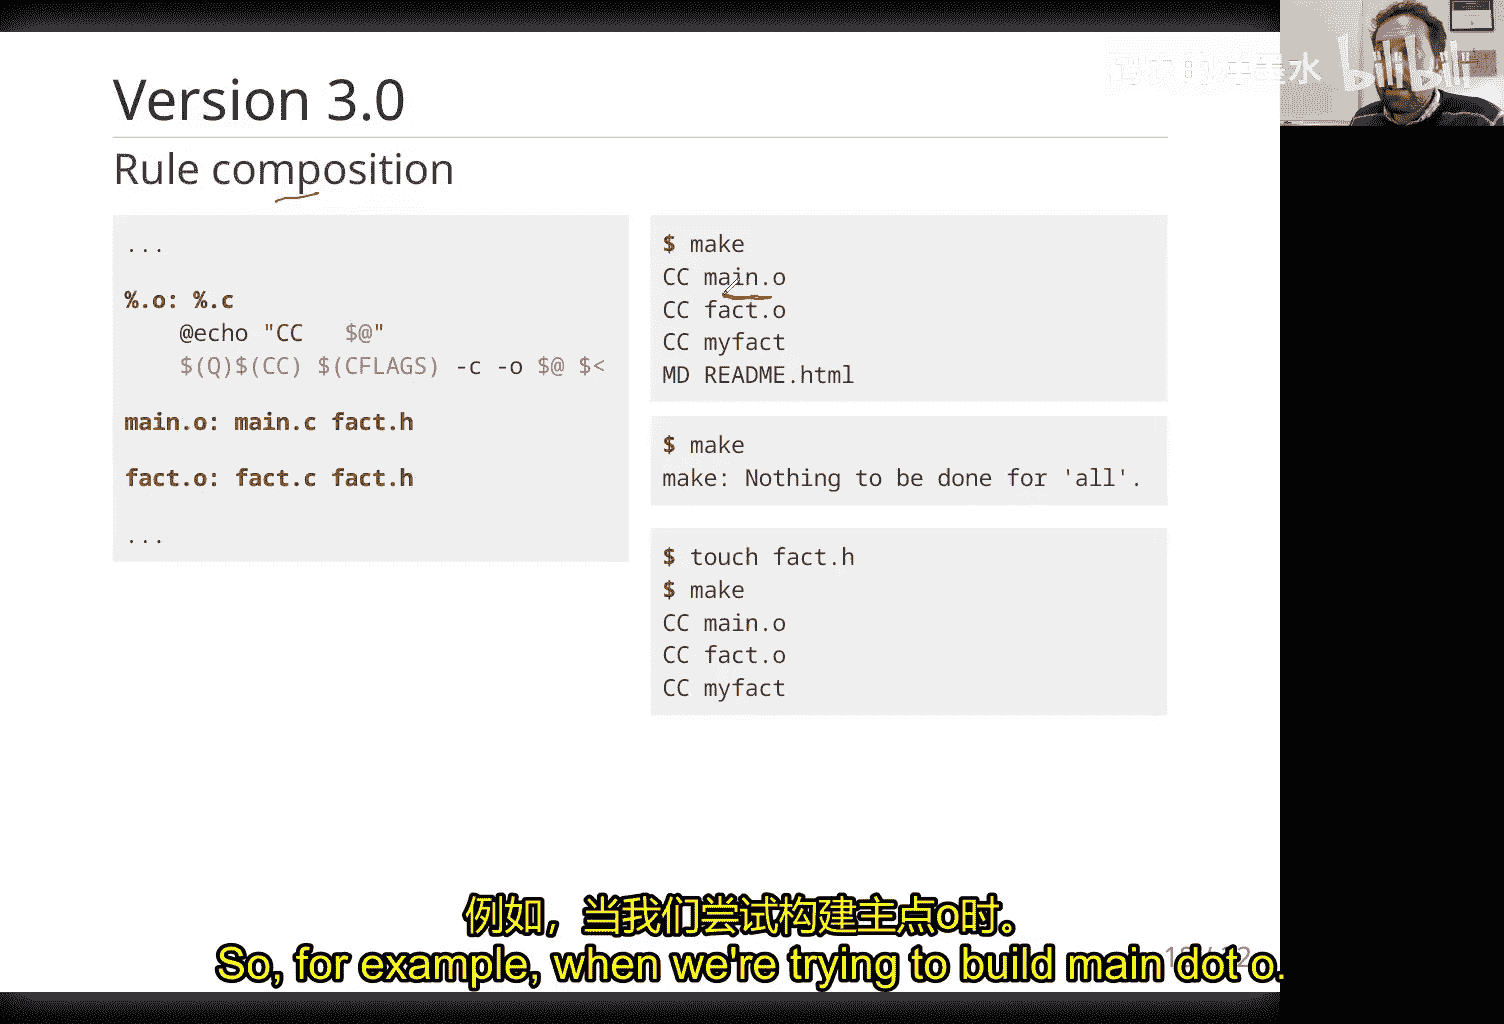 Version 3.0
Rule composition
...
%.o: %.c
@echo "CC   $@"
$(Q)$(CC) $(CFLAGS) -c -o $@ $<
main.o: main.c fact.h
fact.o: fact.c fact.h
...
$ make
CC main.o
CC fact.o
CC myfact
MD README.html
$ make
make: Nothing to be done for 'all'.
$ touch fact.h
$ make
CC main.o
CC fact.o
CC myfact
bilibili
例如，当我们尝试构建主点o时。
So, for example, when we're trying to build main dot o.